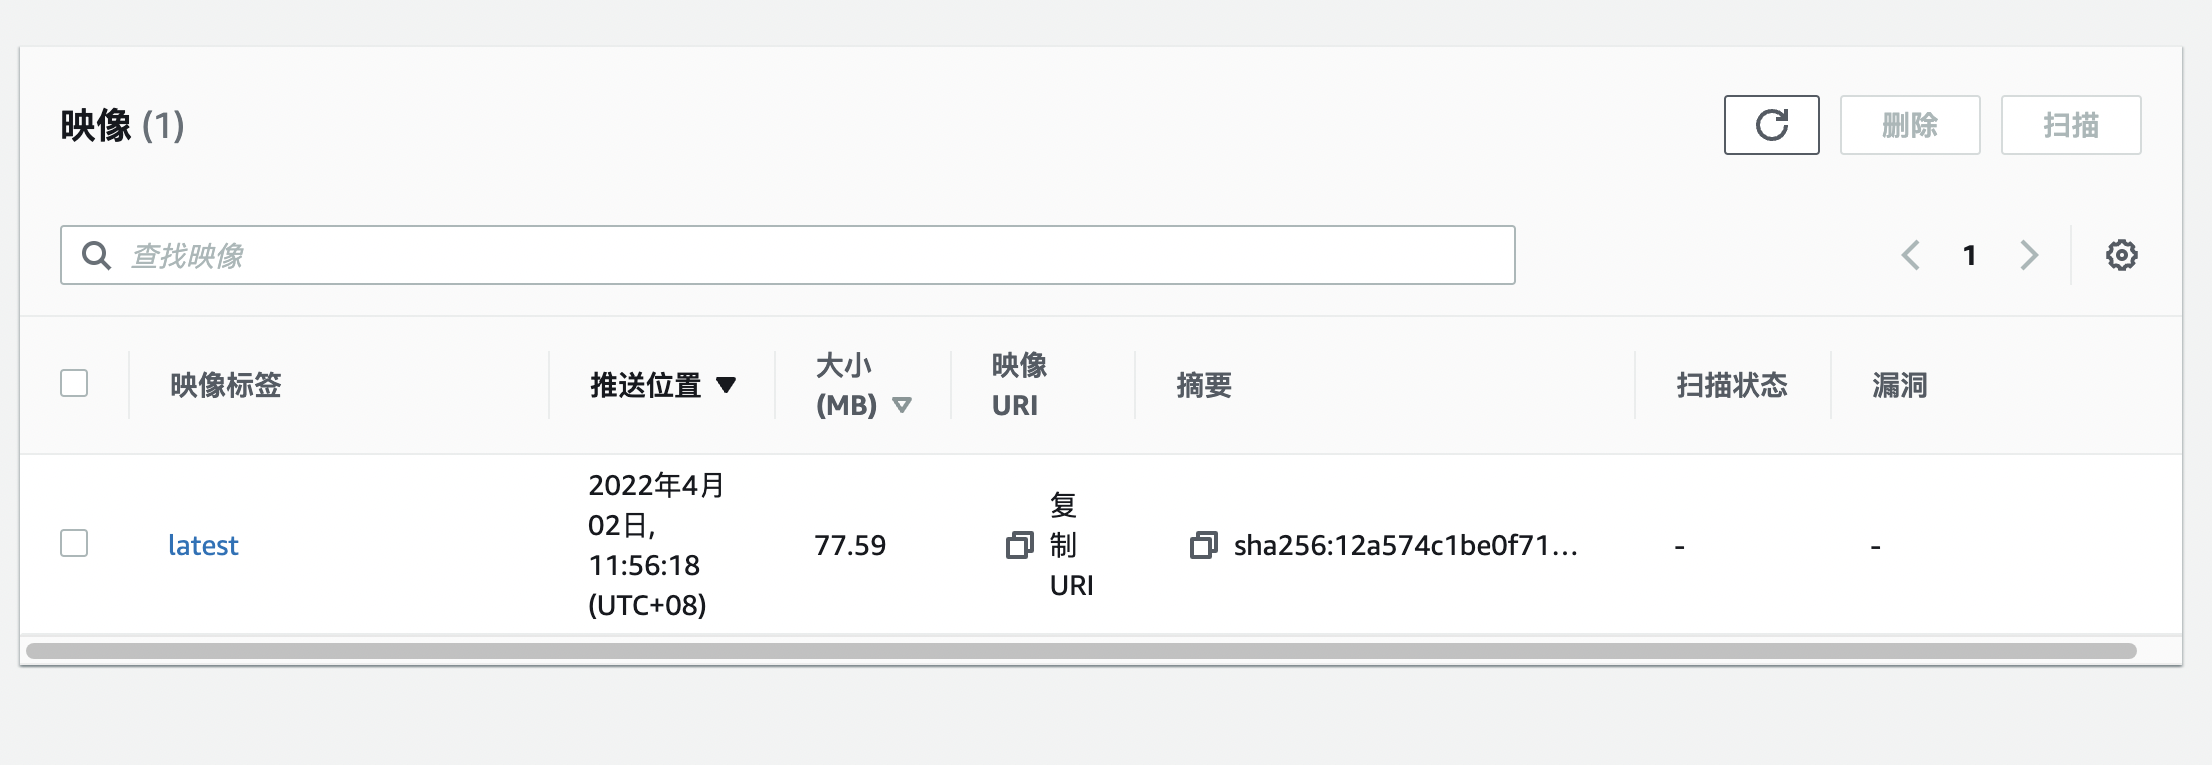 映像 (1)
删除
扫描
查找映像
1
映像标签
推送位置
大小
(MB)
映像
URI
摘要
扫描状态
漏洞
latest
2022年4月
02日,
11:56:18
(UTC+08)
77.59
复
制
URI
sha256:12a574c1be0f71...
-
-